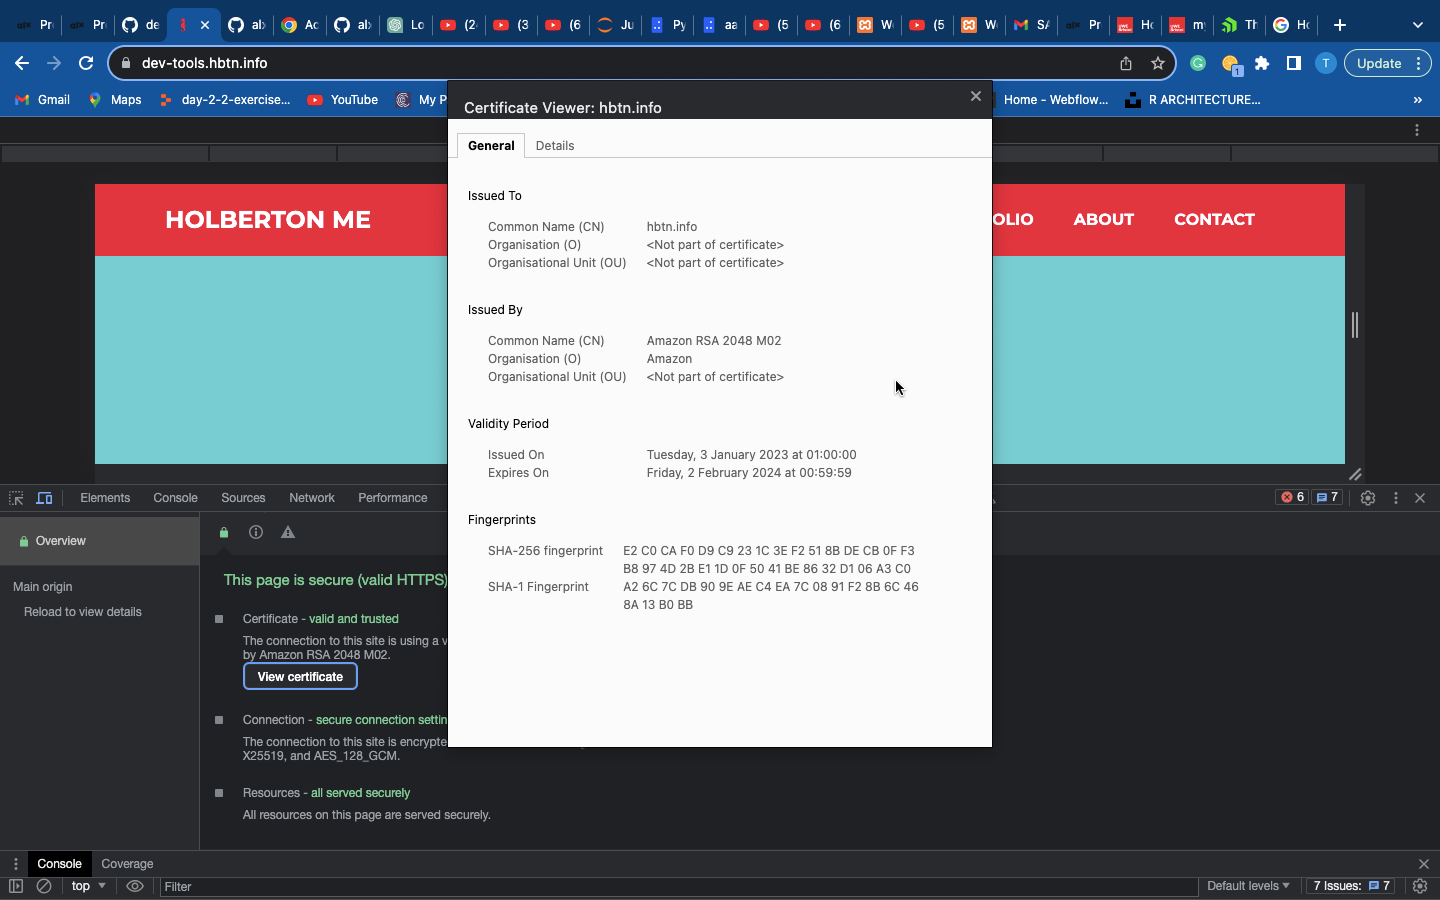 Pr
Pr
de
alx
Ac
alx
Lo
(2
(3
(6
Ju
Py
aa
(5
(6
W
(5
W
SA
Pr
Ho
my
Th
Ho
dev-tools.hbtn.info
1
T
Update
Gmail
Maps
day-2-2-exercise...
YouTube
My P
Home - Webflow...
R ARCHITECTURE...
»
HOLBERTON ME
OLIO
ABOUT
CONTACT
Certificate Viewer: hbtn.info
General
Details
Issued To
Common Name (CN) hbtn.info
Organisation (O) <Not part of certificate>
Organisational Unit (OU) <Not part of certificate>
Issued By
Common Name (CN) Amazon RSA 2048 M02
Organisation (O) Amazon
Organisational Unit (OU) <Not part of certificate>
Validity Period
Issued On Tuesday, 3 January 2023 at 01:00:00
Expires On Friday, 2 February 2024 at 00:59:59
Fingerprints
SHA-256 fingerprint E2 C0 CA F0 D9 C9 23 1C 3E F2 51 8B DE CB 0F F3
B8 97 4D 2B E1 1D 0F 50 41 BE 86 32 D1 06 A3 C0
SHA-1 Fingerprint A2 6C 7C DB 90 9E AE C4 EA 7C 08 91 F2 8B 6C 46
8A 13 B0 BB
Elements
Console
Sources
Network
Performance
6
7
Overview
Main origin
Reload to view details
This page is secure (valid HTTPS)
Certificate - valid and trusted
The connection to this site is using a v
by Amazon RSA 2048 M02.
View certificate
Connection - secure connection settin
The connection to this site is encrypte
X25519, and AES_128_GCM.
Resources - all served securely
All resources on this page are served securely.
Console
Coverage
top
Filter
Default levels
7 Issues:
7